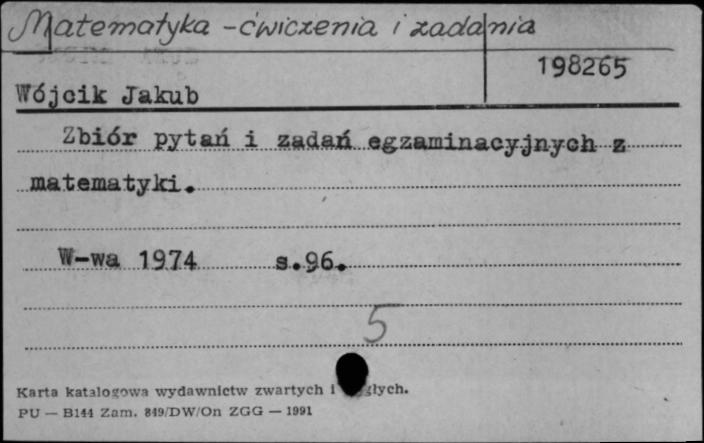 Matematyka - ćwiczenia i zadania
198265
Wójcik Jakub
Zbiór pytań i zadań egzaminacyjnych z
matematyki.
W-wa 1974 s.96.
5
Karta katalogowa wydawnictw zwartych i
PU — B144 Zam. 849/DW/On ZGG — 1991